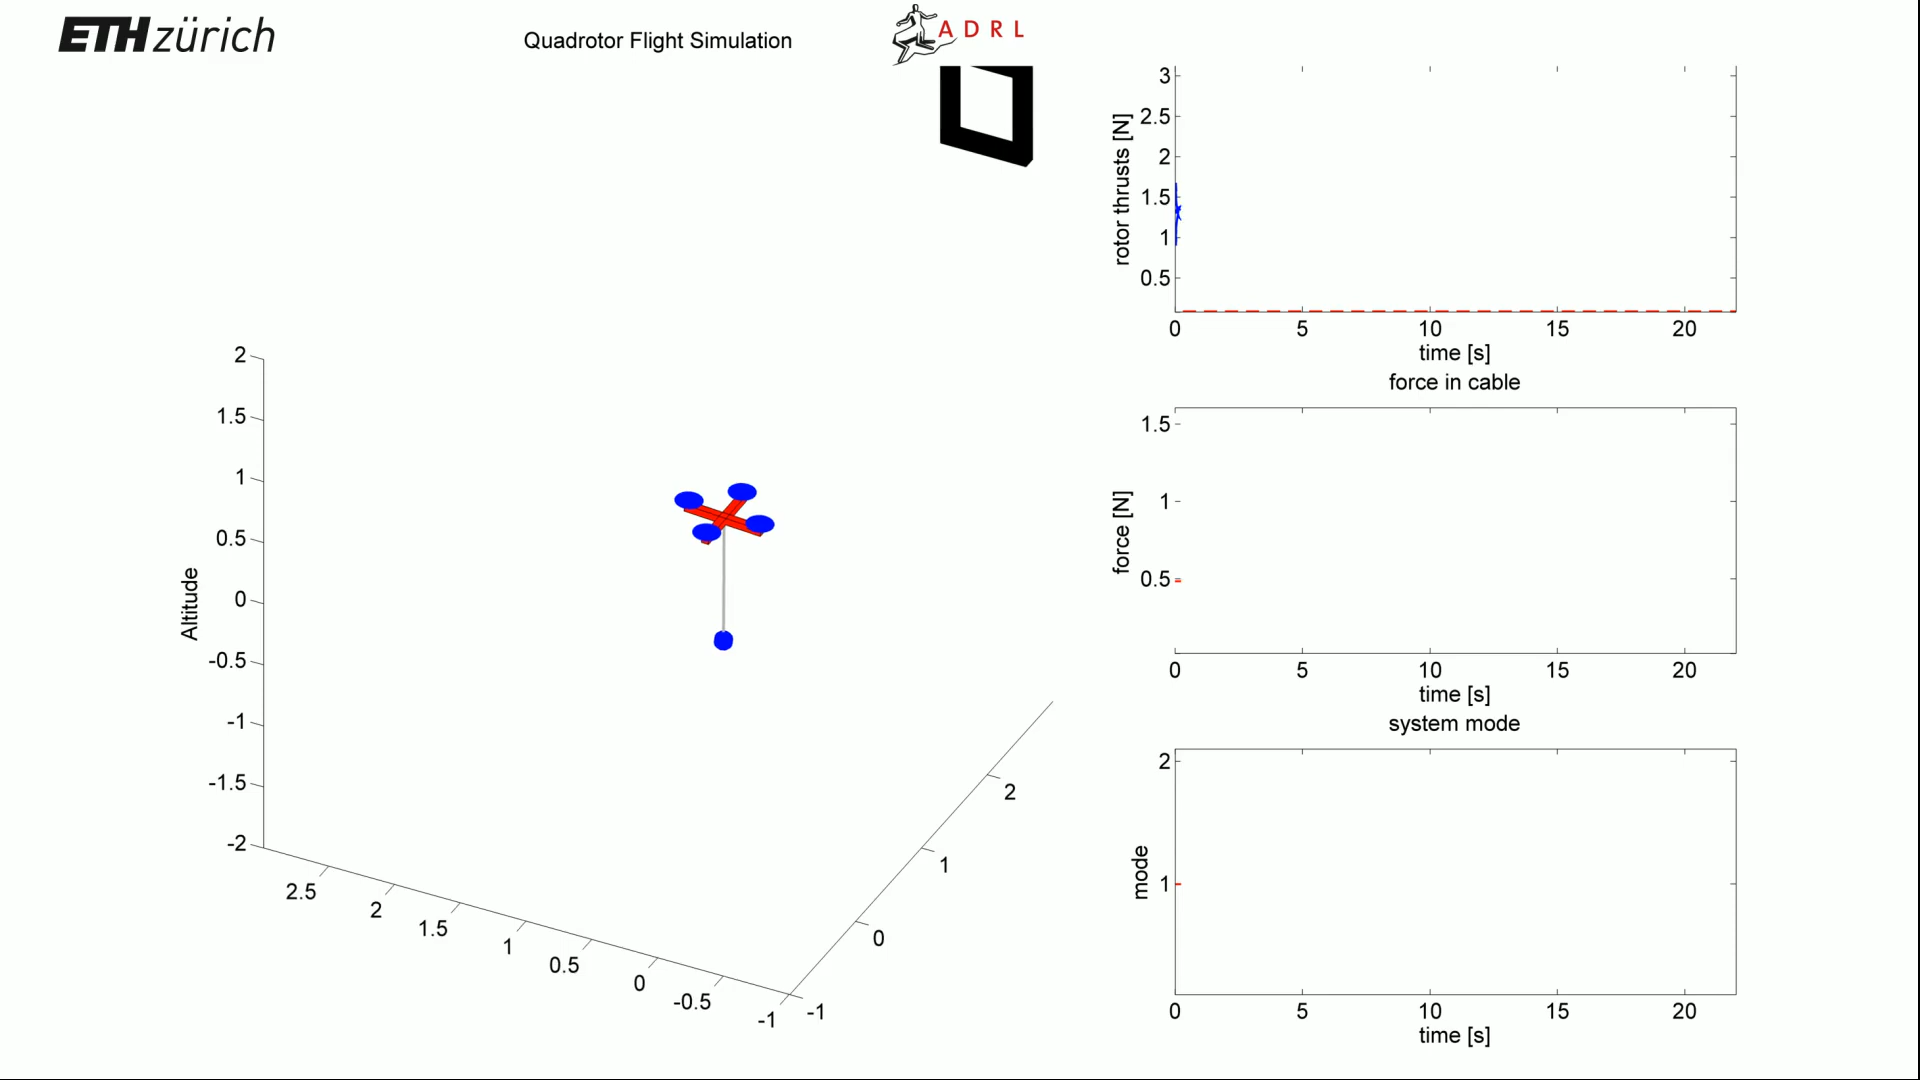 ETH zürich
Quadrotor Flight Simulation
ADRL
3
2.5
2
1.5
1
0.5
rotor thrusts [N]
0 5 10 15 20
time [s]
force in cable
1.5
1
0.5
force [N]
0 5 10 15 20
time [s]
system mode
2
1
mode
0 5 10 15 20
time [s]
2
1.5
1
0.5
0
-0.5
-1
-1.5
-2
Altitude
2.5 2 1.5 1 0.5 0 -0.5 -1
-1 0 1 2